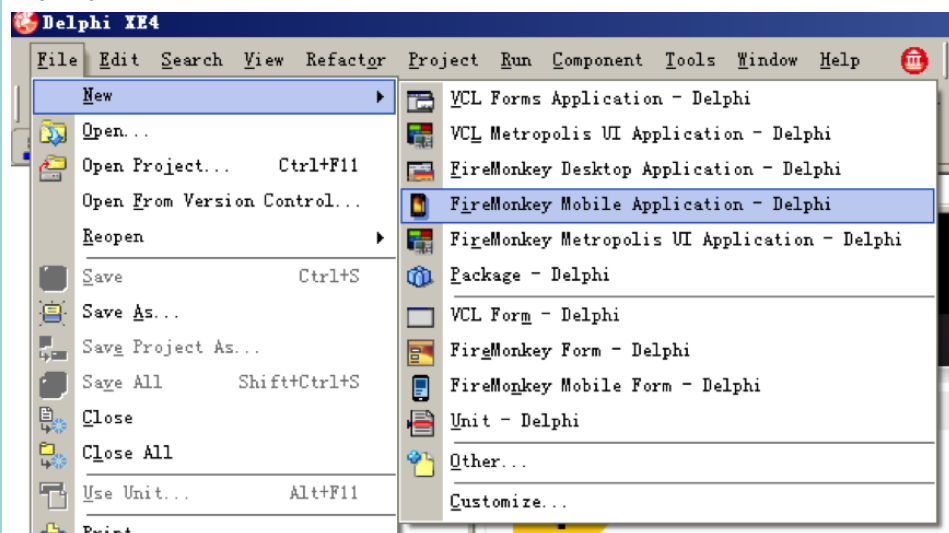 Delphi XE4
File Edit Search View Refactor Project Run Component Tools Window Help
New
Open...
Open Project... Ctrl+F11
Open From Version Control...
Reopen
Save Ctrl+S
Save As...
Save Project As...
Save All Shift+Ctrl+S
Close
Close All
Use Unit... Alt+F11
Print
VCL Forms Application - Delphi
VCL Metropolis UI Application - Delphi
FireMonkey Desktop Application - Delphi
FireMonkey Mobile Application - Delphi
FireMonkey Metropolis UI Application - Delphi
Package - Delphi
VCL Form - Delphi
FireMonkey Form - Delphi
FireMonkey Mobile Form - Delphi
Unit - Delphi
Other...
Customize...